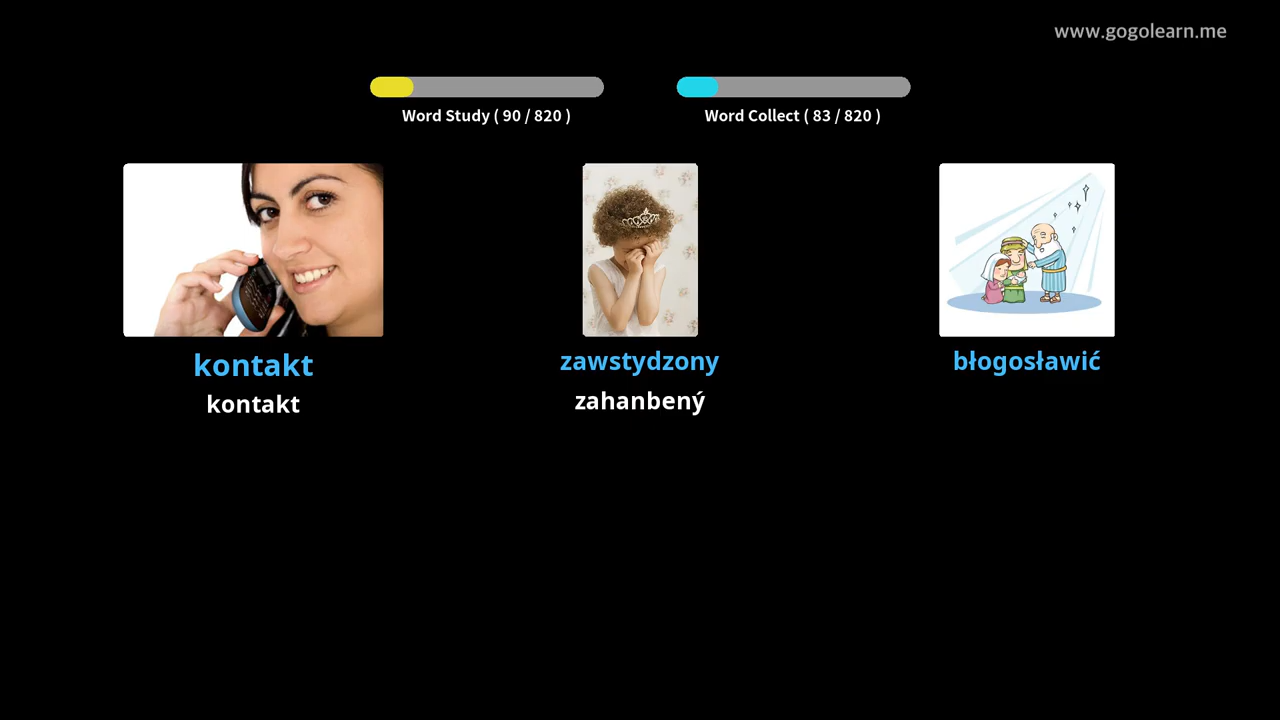 www.gogolearn.me
Word Study ( 90 / 820 )
Word Collect ( 83 / 820 )
kontakt
kontakt
zawstydzony
zahanbený
błogosławić